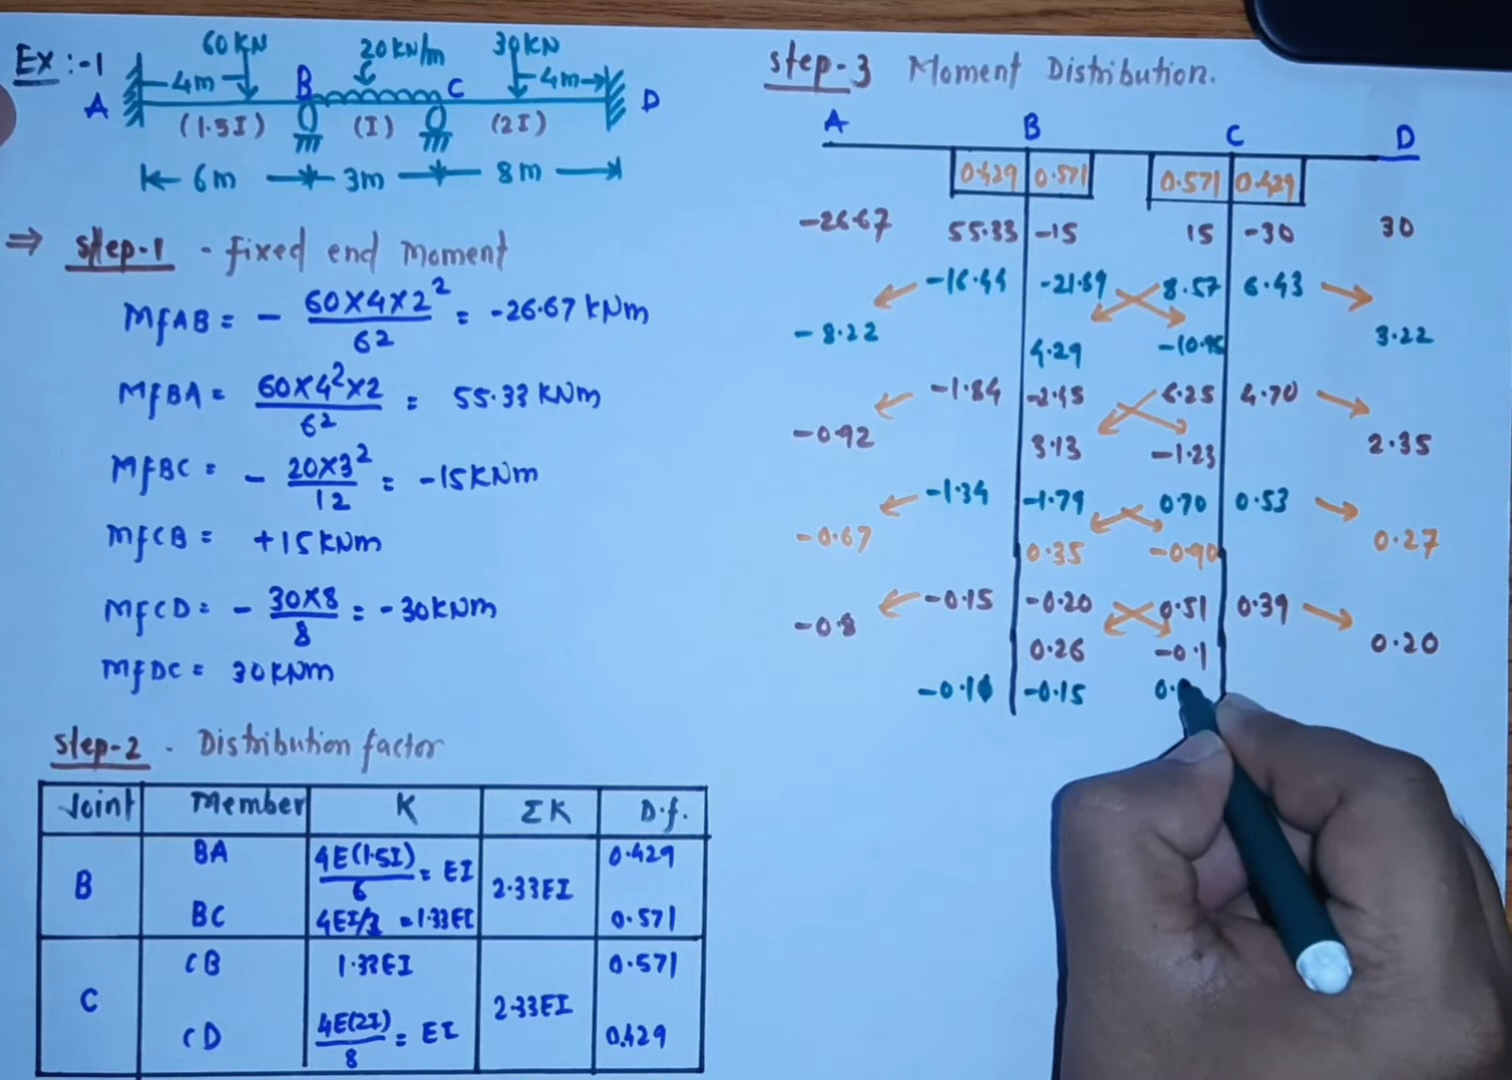 Ex :-1
60KN 20KN/m 30KN
4m 4m
A B C D
(1.5I) (I) (2I)
6m 3m 8m
⇒ step-1 - fixed end Moment
MfAB = - 60×4×2² / 6² = -26.67 kNm
MfBA = 60×4²×2 / 6² = 55.33 KNm
MfBC = - 20×3² / 12 = -15KNm
MfCB = +15KNm
MfCD = - 30×8 / 8 = -30KNm
MfDC = 30KNm
step-2 - Distribution factor
Joint Member K ΣK D.f.
B BA 4E(1.5I) / 6 = EI 2.33EI 0.429
BC 4EI/3 = 1.33EI 0.571
C CB 1.33EI 2.33EI 0.571
CD 4E(2I) / 8 = EI 0.429
step-3 Moment Distribution.
A B C D
0.429 0.571 0.571 0.429
-26.67 55.33 -15 15 -30 30
-16.44 -21.89 8.57 6.43
-8.22 4.29 -10.95 3.22
-1.84 -2.45 6.25 4.70
-0.92 3.13 -1.23 2.35
-1.34 -1.79 0.70 0.53
-0.67 0.35 -0.90 0.27
-0.15 -0.20 0.51 0.39
-0.8 0.26 -0.1 0.20
-0.10 -0.15 0.